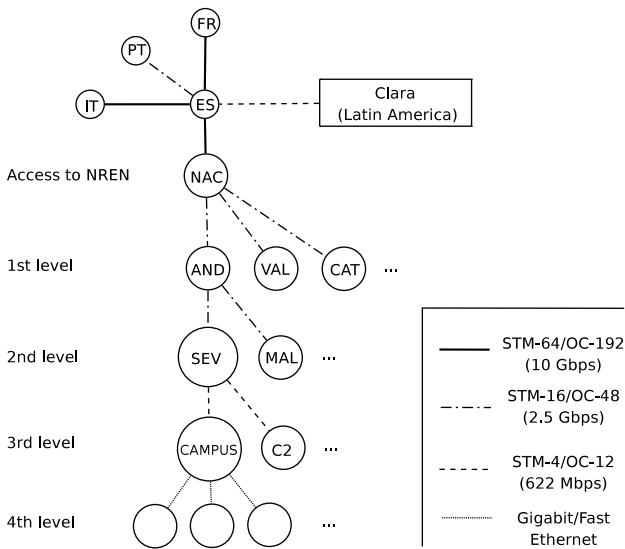 FR
PT
IT
ES
Clara
(Latin America)
Access to NREN
NAC
1st level
AND
VAL
CAT
...
2nd level
SEV
MAL
...
3rd level
CAMPUS
C2
...
4th level
...
STM-64/OC-192
(10 Gbps)
STM-16/OC-48
(2.5 Gbps)
STM-4/OC-12
(622 Mbps)
Gigabit/Fast
Ethernet